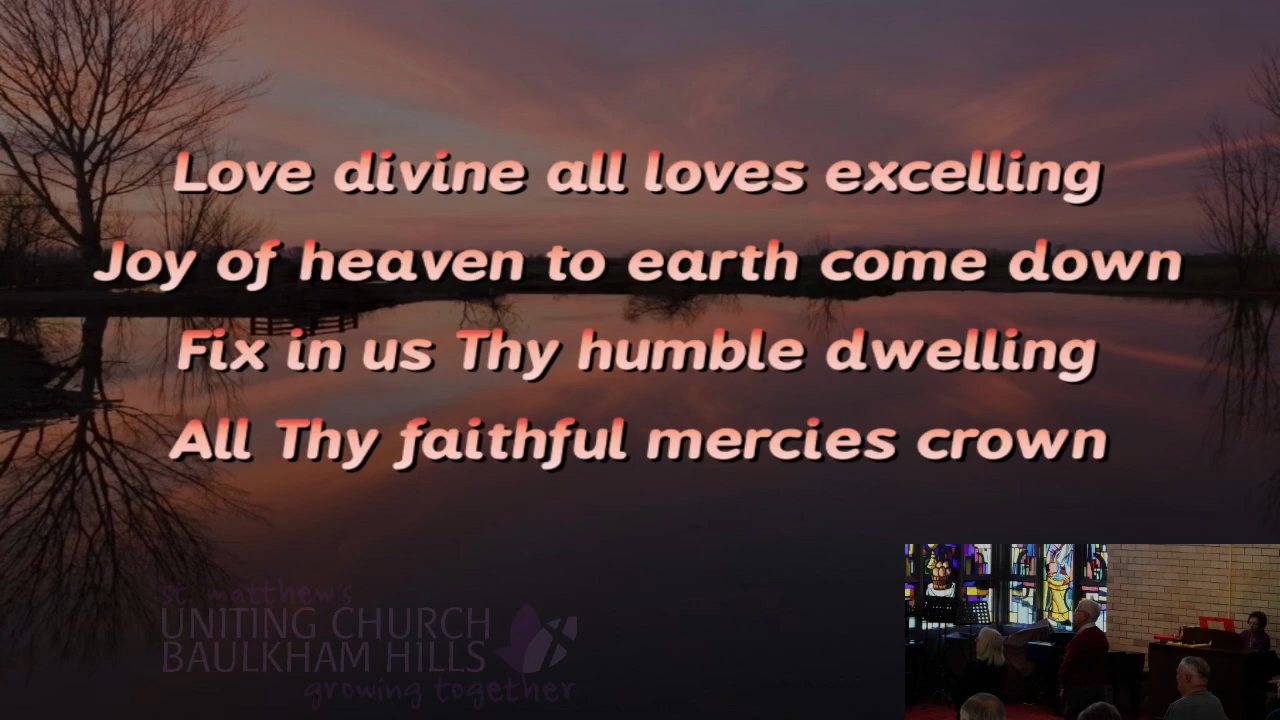 Love divine all loves excelling
Joy of heaven to earth come down
Fix in us Thy humble dwelling
All Thy faithful mercies crown
st. matthew's
UNITING CHURCH
BAULKHAM HILLS
growing together